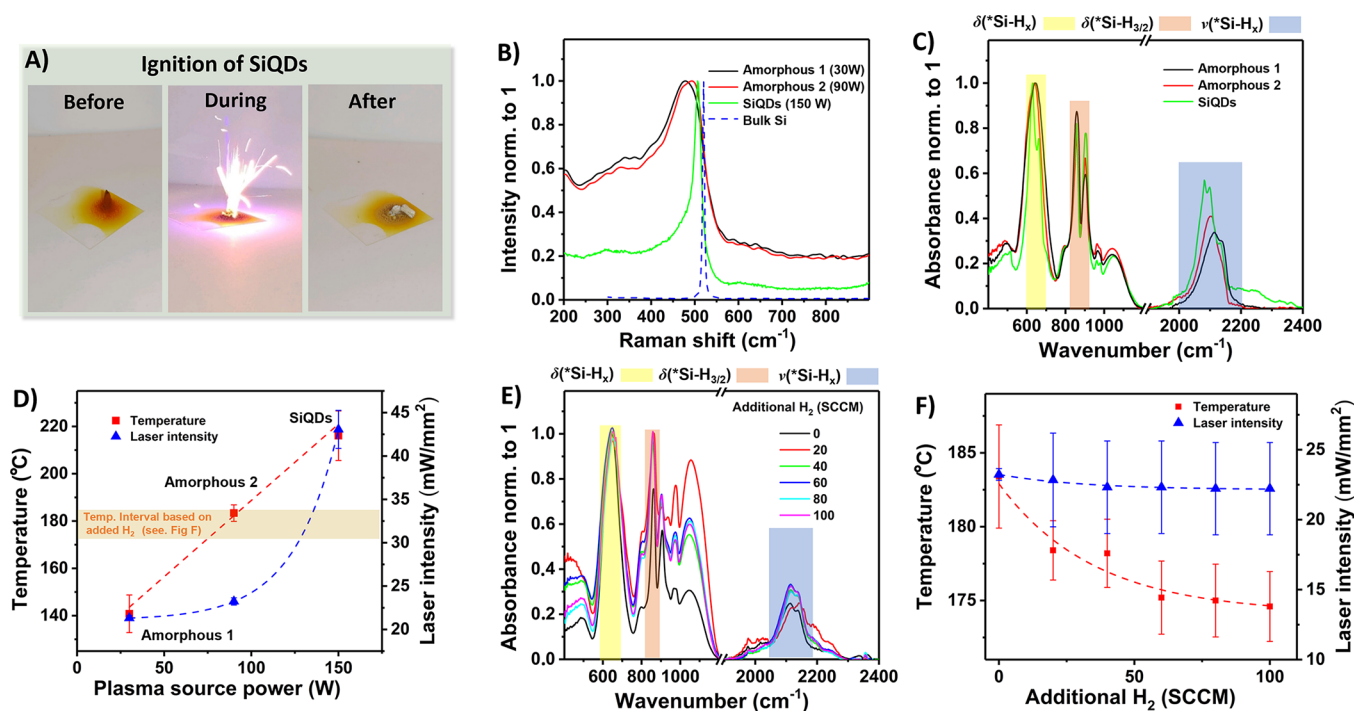 A)
Ignition of SiQDs
Before
During
After
B)
Intensity norm. to 1
1.0
0.8
0.6
0.4
0.2
0.0
200 300 400 500 600 700 800
Raman shift (cm-1)
Amorphous 1 (30W)
Amorphous 2 (90W)
SiQDs (150 W)
Bulk Si
C)
δ(*Si-Hx) δ(*Si-H3/2) ν(*Si-Hx)
Absorbance norm. to 1
1.0
0.8
0.6
0.4
0.2
0.0
600 800 1000 2000 2200 2400
Wavenumber (cm-1)
Amorphous 1
Amorphous 2
SiQDs
D)
Temperature (°C)
220
200
180
160
140
120
0 50 100 150
Plasma source power (W)
Laser intensity (mW/mm2)
45
40
35
30
25
20
Temperature
Laser intensity
SiQDs
Amorphous 2
Temp. Interval based on
added H2 (see. Fig F)
Amorphous 1
E)
δ(*Si-Hx) δ(*Si-H3/2) ν(*Si-Hx)
Absorbance norm. to 1
1.0
0.8
0.6
0.4
0.2
0.0
400 600 800 1000 2000 2200 2400
Wavenumber (cm-1)
Additional H2 (SCCM)
0
20
40
60
80
100
F)
Temperature (°C)
185
180
175
0 50 100
Additional H2 (SCCM)
Laser intensity (mW/mm2)
26
24
22
20
18
16
14
12
10
Temperature
Laser intensity